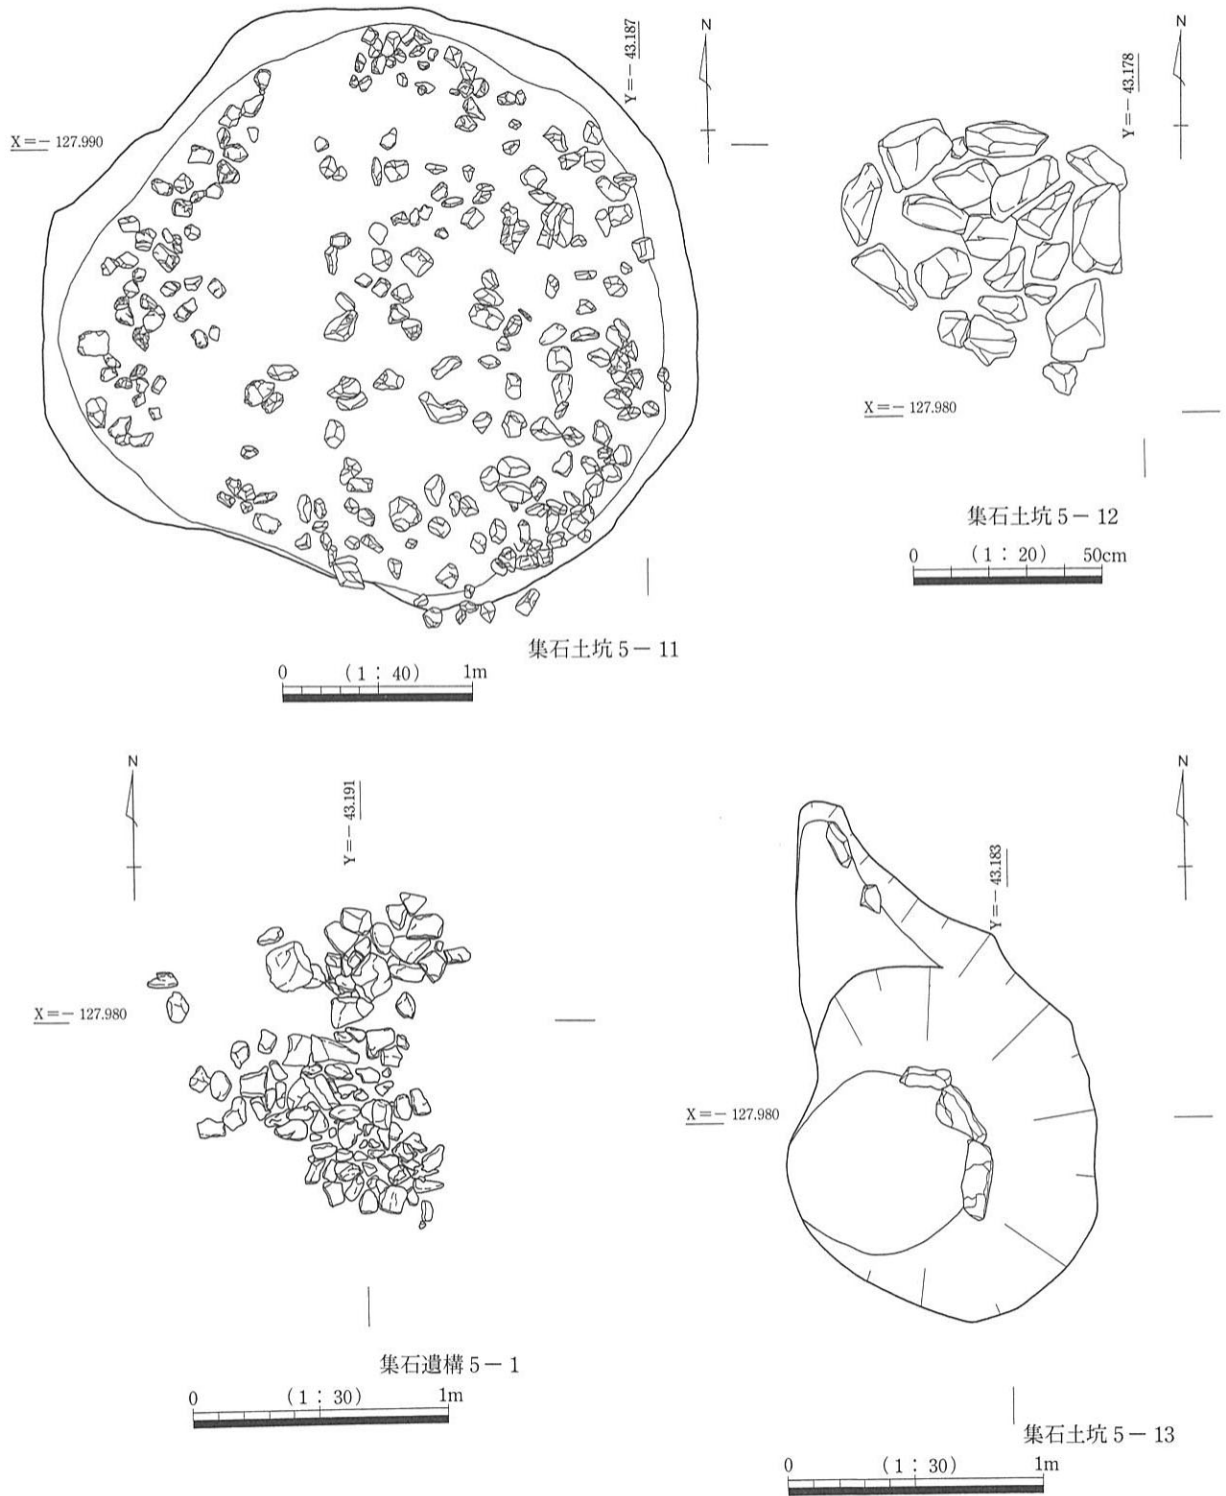 N
Y=－43.187
X=－127.990
集石土坑 5－11
0 (1：40) 1m
N
Y=－43.178
X=－127.980
集石土坑 5－12
0 (1：20) 50cm
N
Y=－43.191
X=－127.980
集石遺構 5－1
0 (1：30) 1m
N
Y=－43.183
X=－127.980
集石土坑 5－13
0 (1：30) 1m